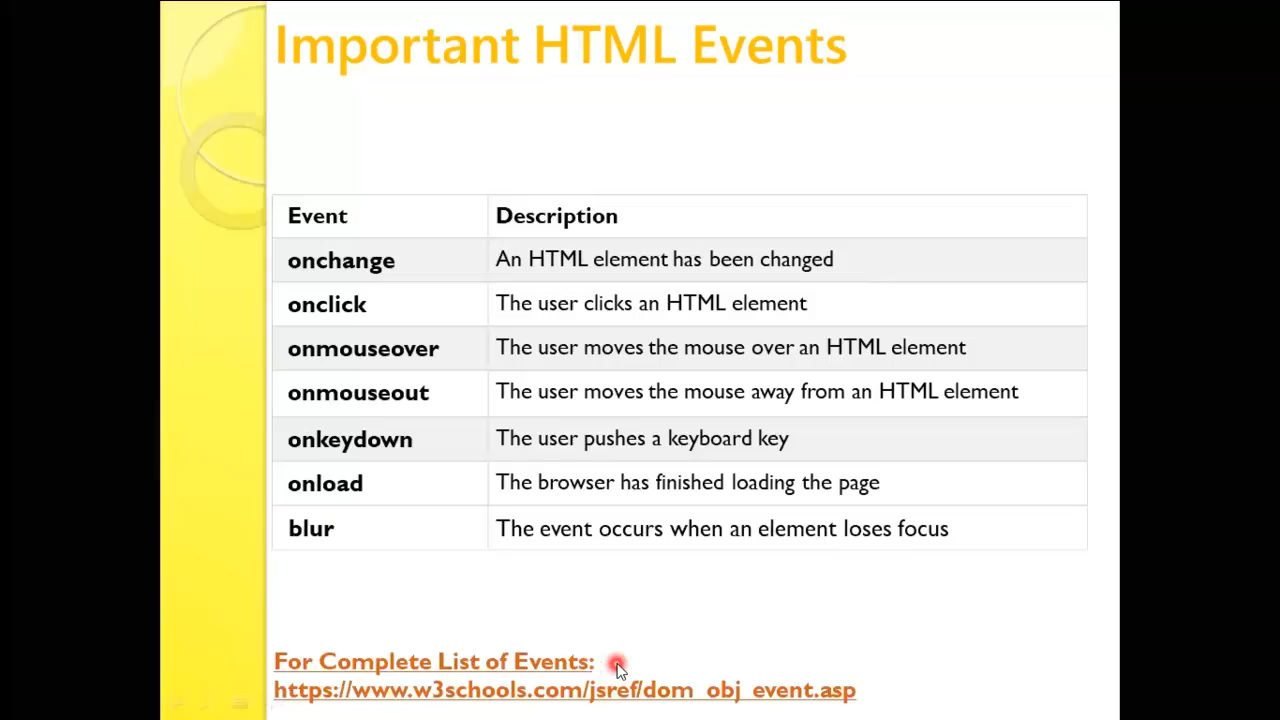 Important HTML Events
Event Description
onchange An HTML element has been changed
onclick The user clicks an HTML element
onmouseover The user moves the mouse over an HTML element
onmouseout The user moves the mouse away from an HTML element
onkeydown The user pushes a keyboard key
onload The browser has finished loading the page
blur The event occurs when an element loses focus
For Complete List of Events:
https://www.w3schools.com/jsref/dom_obj_event.asp